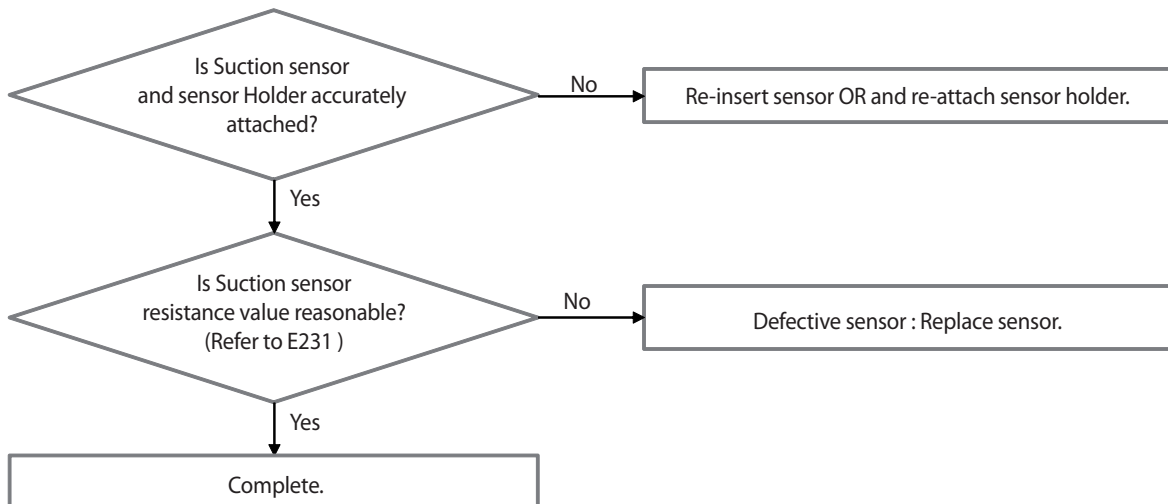 Is Suction sensor
and sensor Holder accurately
attached?
No
Re-insert sensor OR and re-attach sensor holder.
Yes
Is Suction sensor
resistance value reasonable?
(Refer to E231 )
No
Defective sensor : Replace sensor.
Yes
Complete.